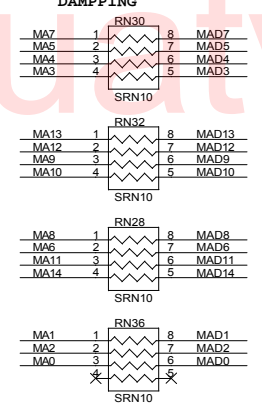 DAMPPING
RN30
MA7 1 8 MAD7
MA5 2 7 MAD5
MA4 3 6 MAD4
MA3 4 5 MAD3
SRN10
RN32
MA13 1 8 MAD13
MA12 2 7 MAD12
MA9 3 6 MAD9
MA10 4 5 MAD10
SRN10
RN28
MA8 1 8 MAD8
MA6 2 7 MAD6
MA11 3 6 MAD11
MA14 4 5 MAD14
SRN10
RN36
MA1 1 8 MAD1
MA2 2 7 MAD2
MA0 3 6 MAD0
4 5
SRN10